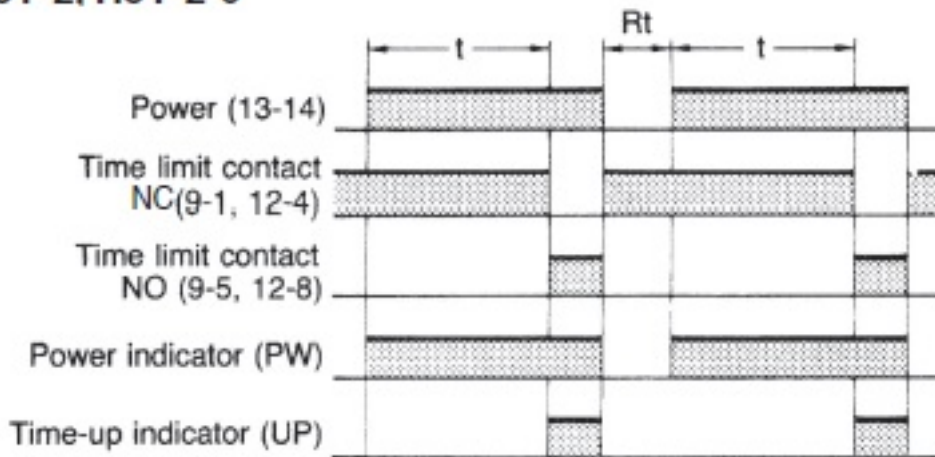 Rt
t t
Power (13-14)
Time limit contact
NC(9-1, 12-4)
Time limit contact
NO (9-5, 12-8)
Power indicator (PW)
Time-up indicator (UP)